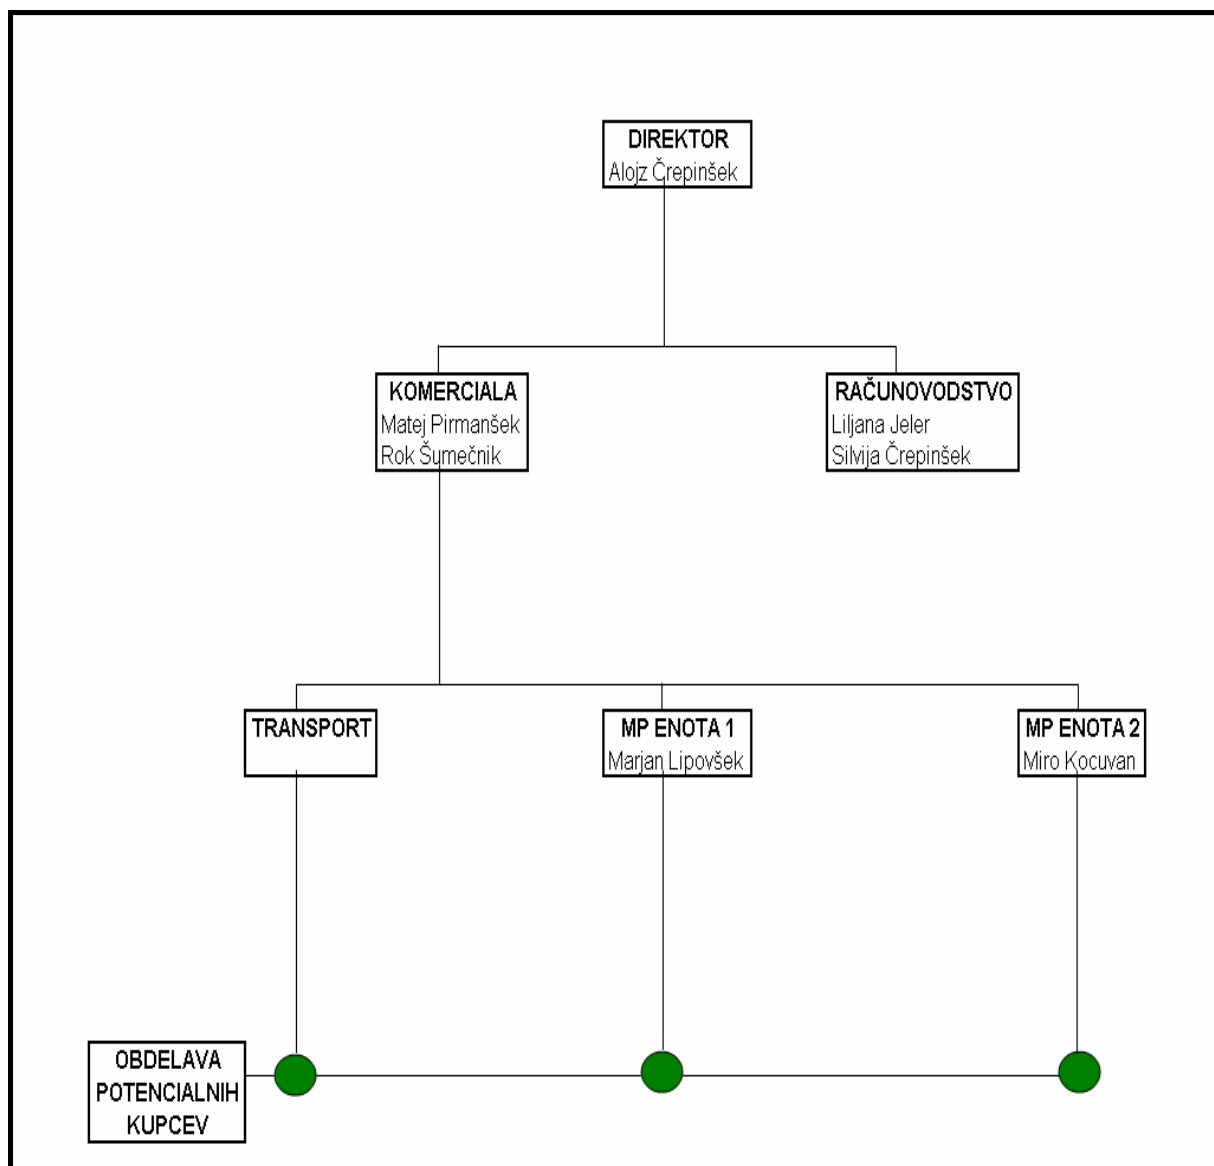 DIREKTOR
Alojz Črepinšek
KOMERCIALA
Matej Pirmanšek
Rok Šumečnik
RAČUNOVODSTVO
Liljana Jeler
Silvija Črepinšek
TRANSPORT
MP ENOTA 1
Marjan Lipovšek
MP ENOTA 2
Miro Kocuvan
OBDELAVA
POTENCIALNIH
KUPCEV